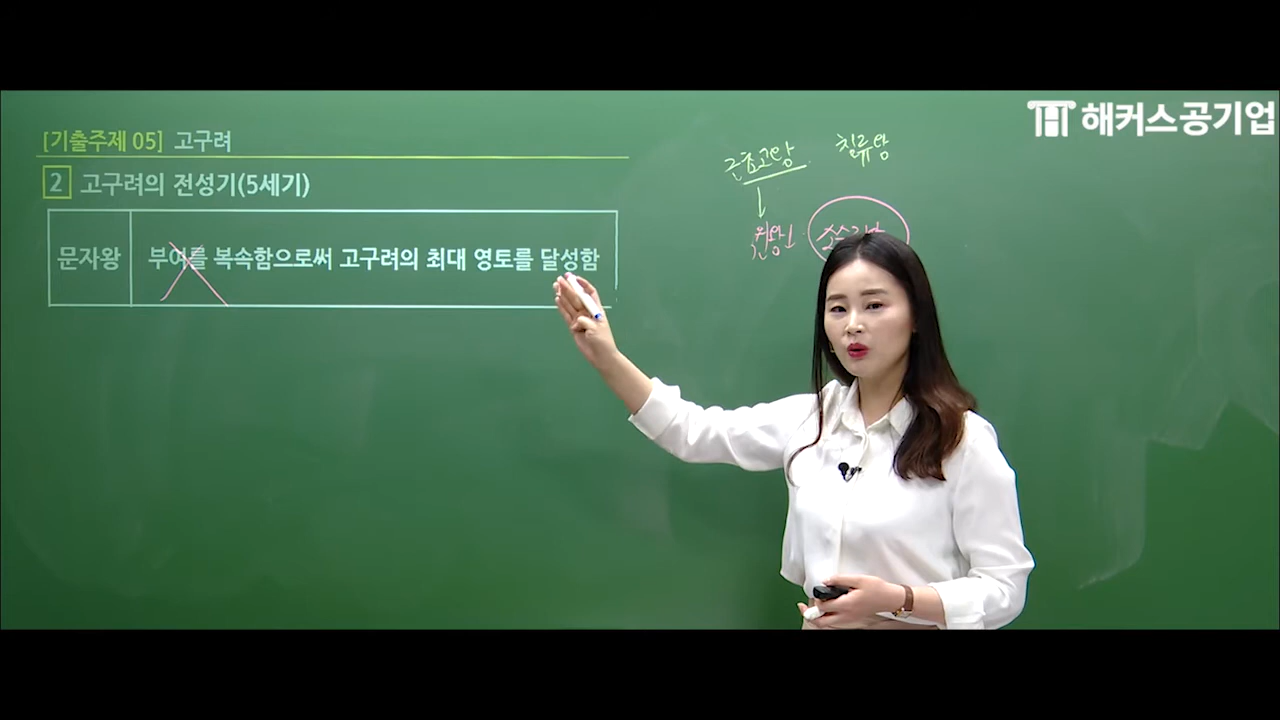 해커스공기업
[기출주제 05] 고구려
2 고구려의 전성기(5세기)
문자왕 부여를 복속함으로써 고구려의 최대 영토를 달성함
근초고왕 침류왕